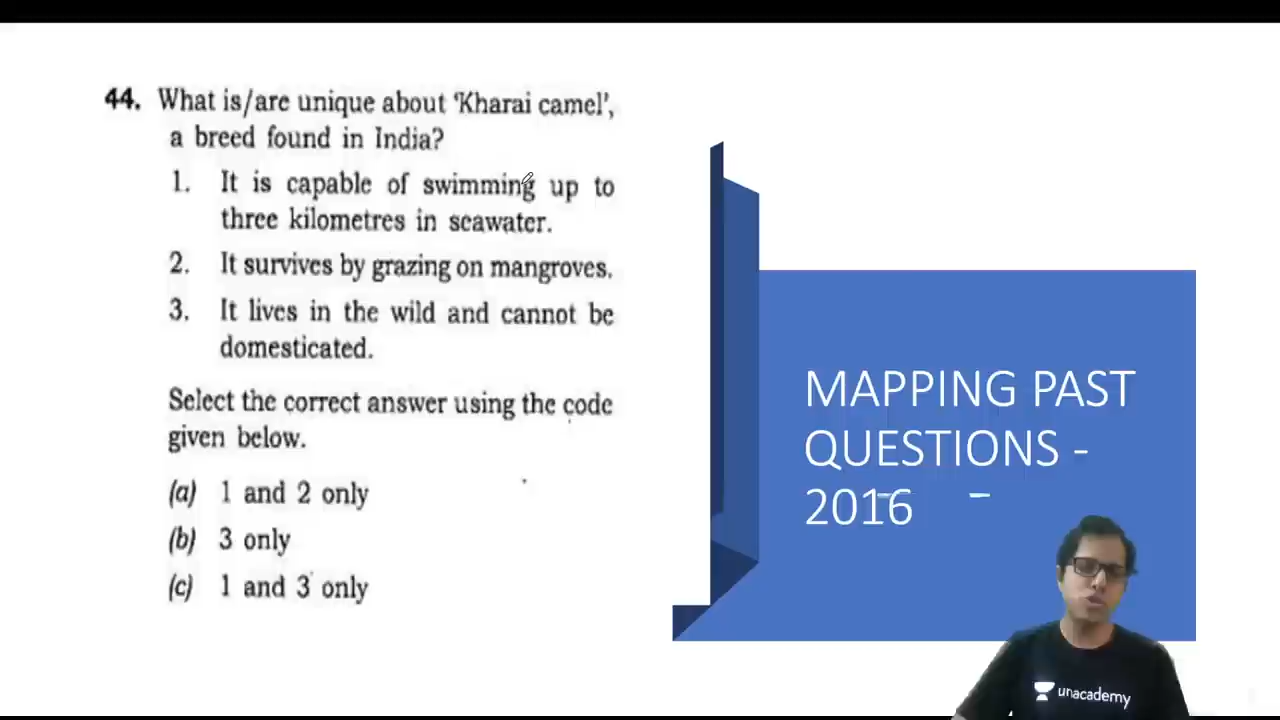 44. What is/are unique about 'Kharai camel',
a breed found in India?
1. It is capable of swimming up to
three kilometres in seawater.
2. It survives by grazing on mangroves.
3. It lives in the wild and cannot be
domesticated.
Select the correct answer using the code
given below.
(a) 1 and 2 only
(b) 3 only
(c) 1 and 3 only
MAPPING PAST
QUESTIONS -
2016
unacademy